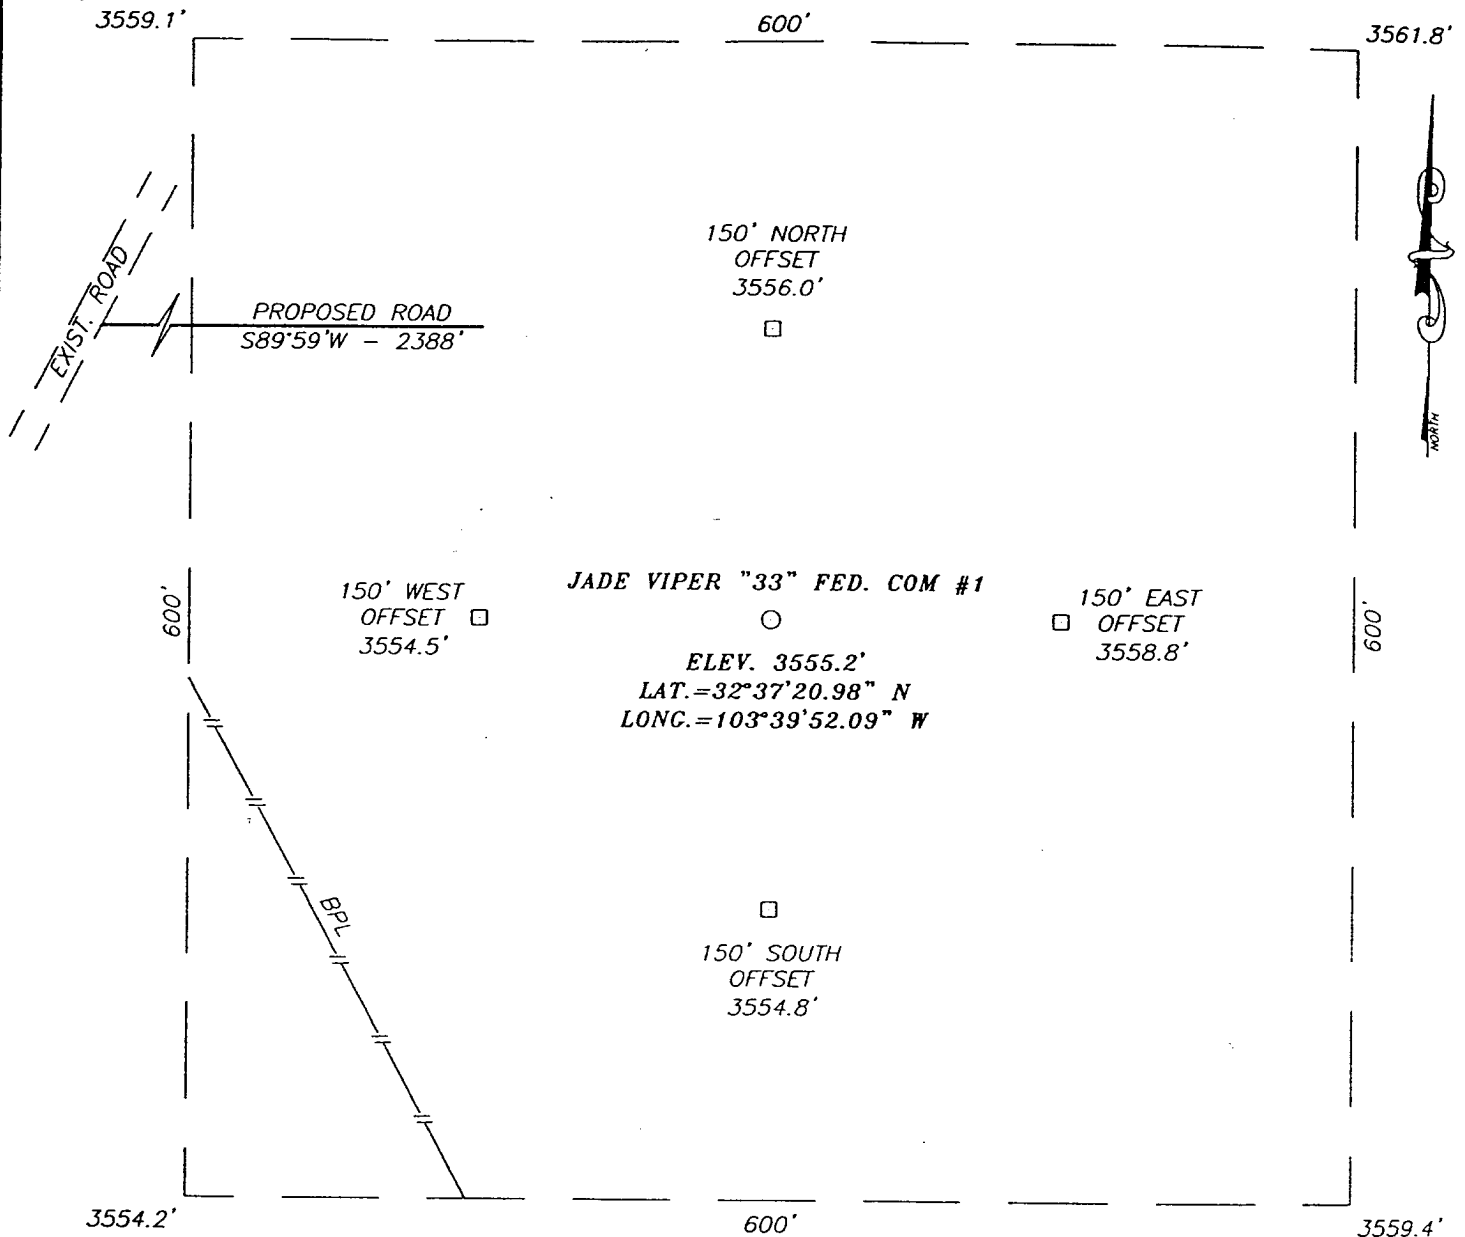 3559.1'
600'
3561.8'
150' NORTH
OFFSET
3556.0'
EXIST. ROAD
PROPOSED ROAD
S89°59'W - 2388'
NORTH
600'
150' WEST
OFFSET
3554.5'
JADE VIPER "33" FED. COM #1
ELEV. 3555.2'
LAT.=32°37'20.98" N
LONG.=103°39'52.09" W
150' EAST
OFFSET
3558.8'
600'
BPL
150' SOUTH
OFFSET
3554.8'
3554.2'
600'
3559.4'